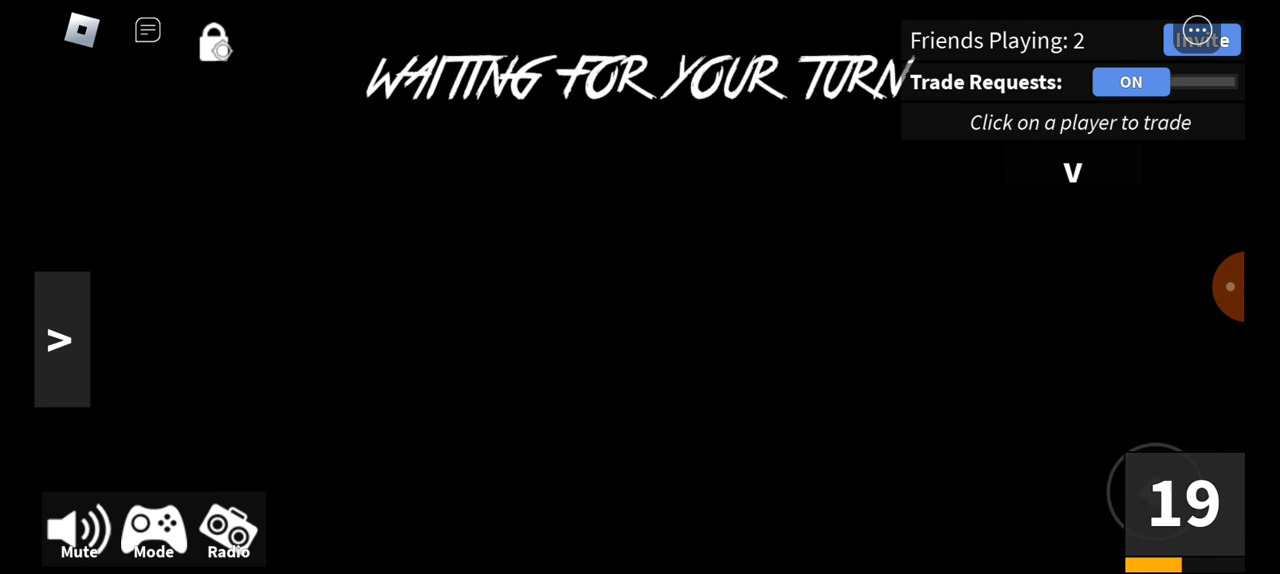 WAITING FOR YOUR TURN
Friends Playing: 2
Invite
Trade Requests:
ON
Click on a player to trade
v
>
Mute
Mode
Radio
19